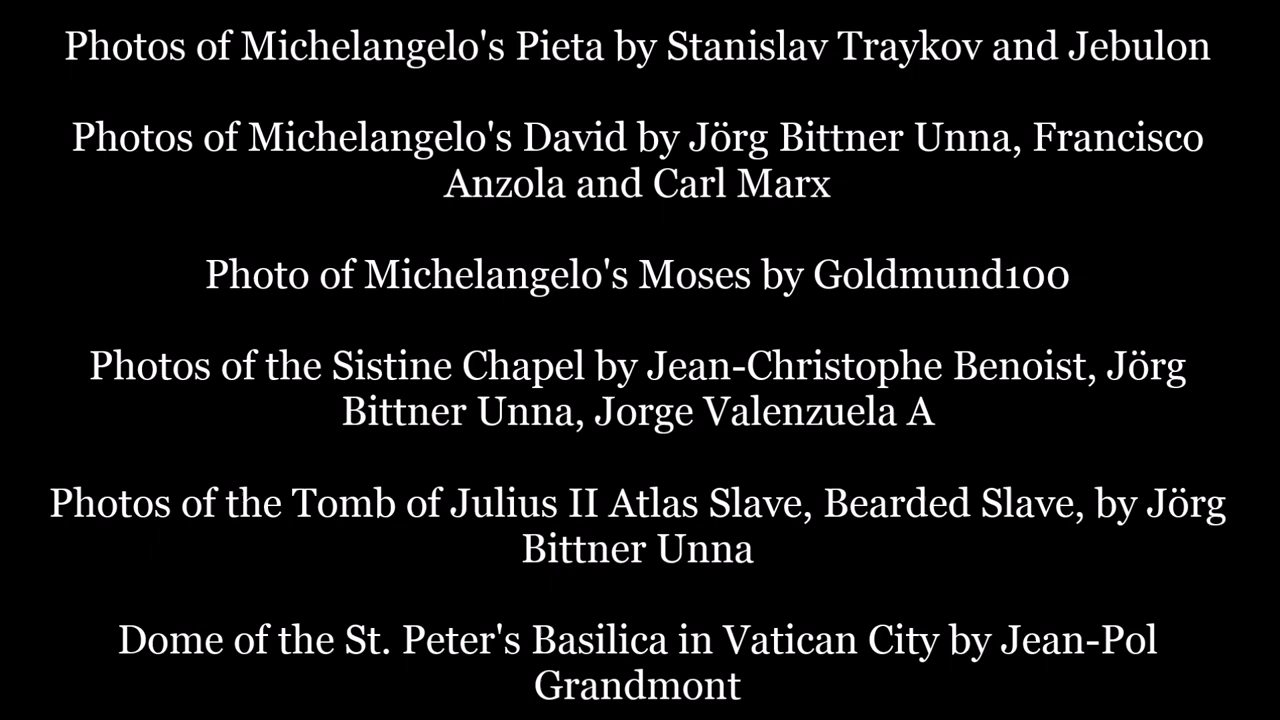 Photos of Michelangelo's Pieta by Stanislav Traykov and Jebulon
Photos of Michelangelo's David by Jörg Bittner Unna, Francisco
Anzola and Carl Marx
Photo of Michelangelo's Moses by Goldmund100
Photos of the Sistine Chapel by Jean-Christophe Benoist, Jörg
Bittner Unna, Jorge Valenzuela A
Photos of the Tomb of Julius II Atlas Slave, Bearded Slave, by Jörg
Bittner Unna
Dome of the St. Peter's Basilica in Vatican City by Jean-Pol
Grandmont